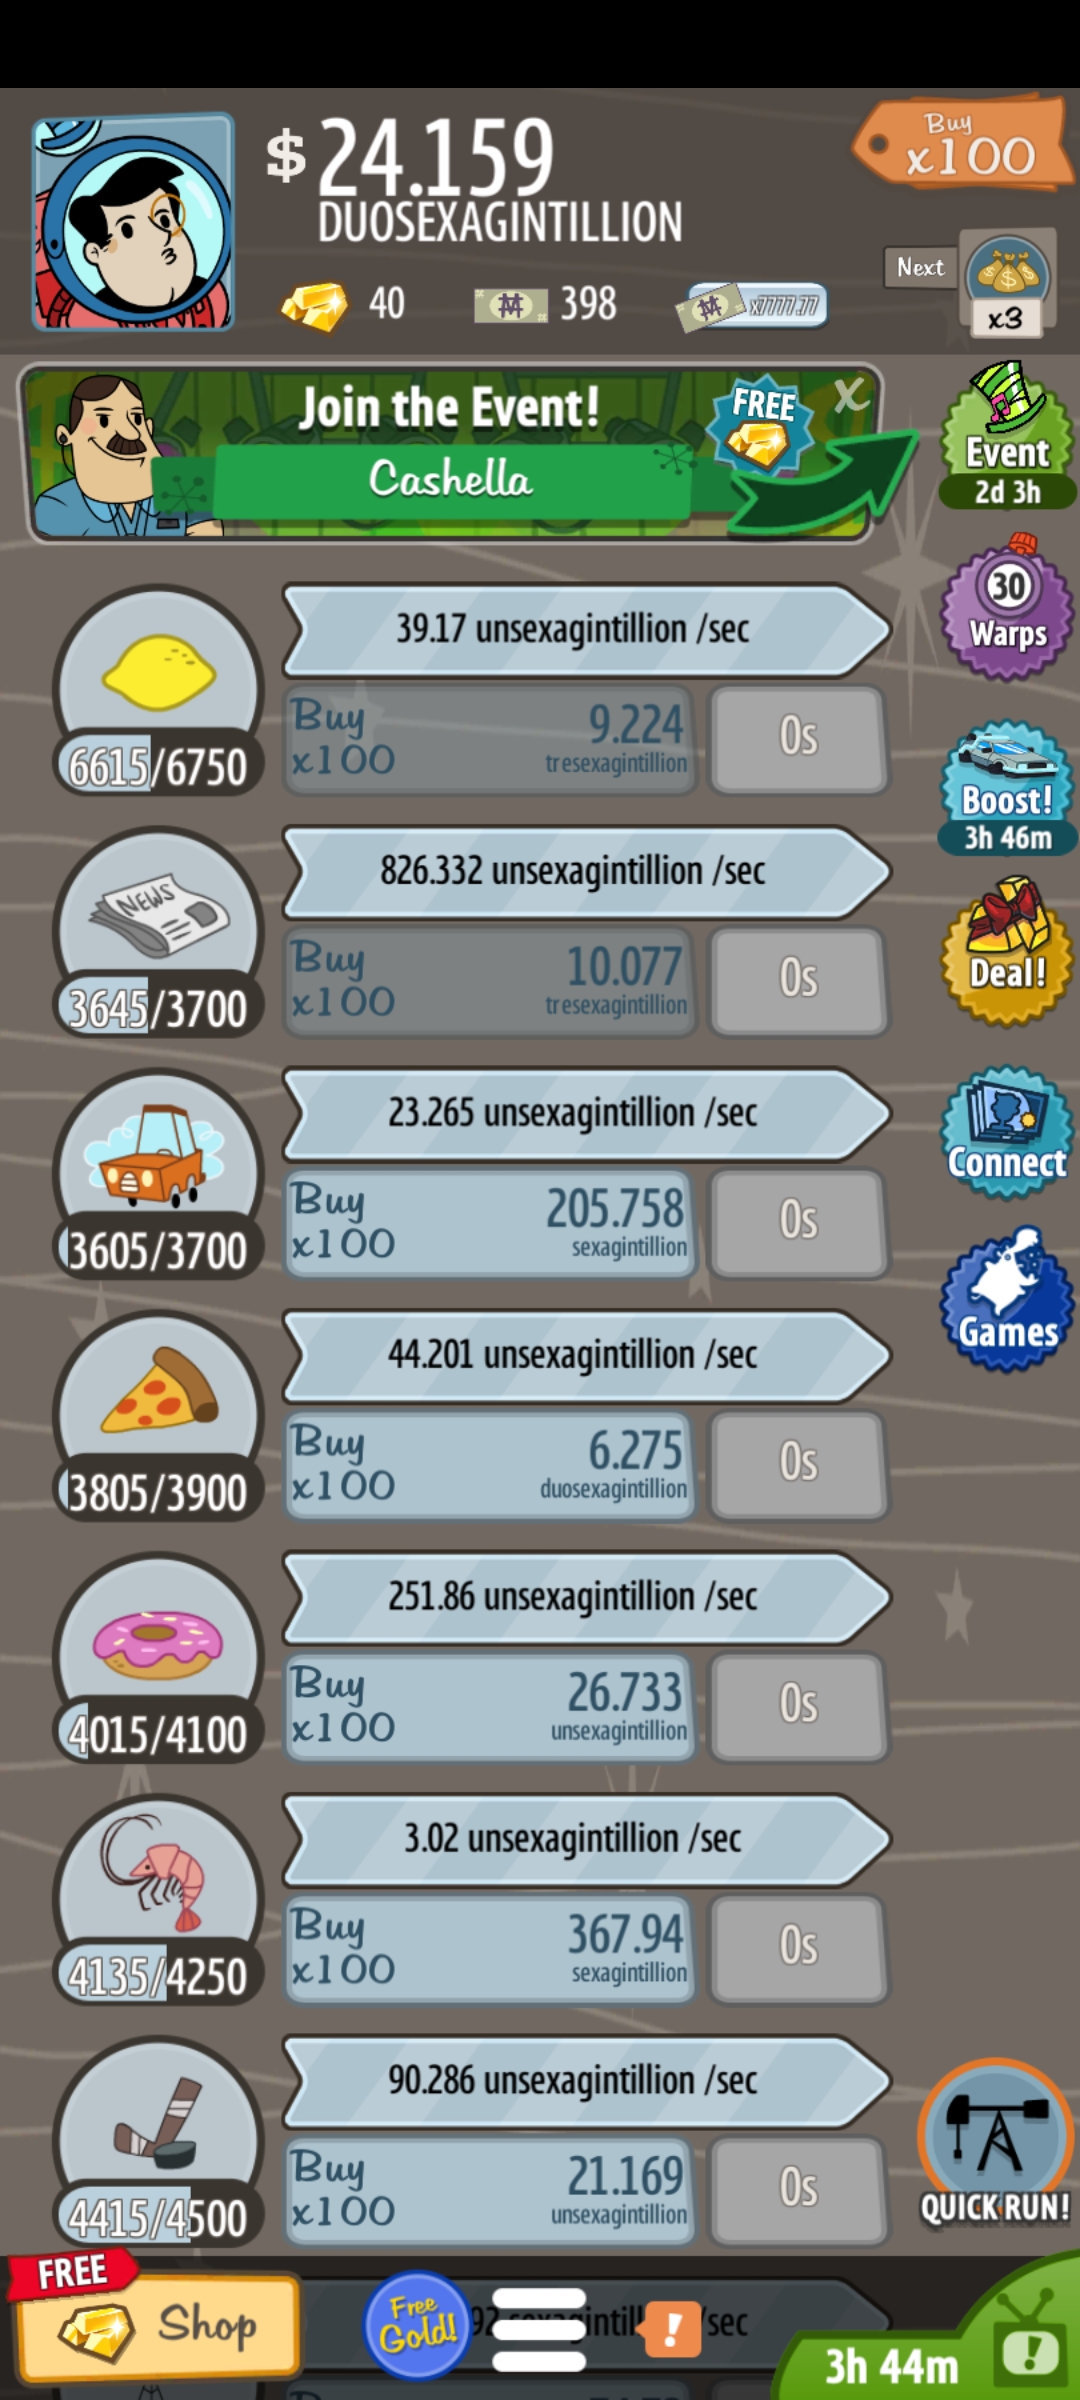 Buy
x100
$24.159
DUOSEXAGINTILLION
Next
40
398
x7777.77
x3
Join the Event!
FREE
X
Cashella
Event
2d 3h
39.17 unsexagintillion /sec
30
Warps
6615/6750
Buy
x100
9.224
tresexagintillion
0s
Boost!
3h 46m
NEWS
826.332 unsexagintillion /sec
3645/3700
Buy
x100
10.077
tresexagintillion
0s
Deal!
23.265 unsexagintillion /sec
Connect
3605/3700
Buy
x100
205.758
sexagintillion
0s
Games
44.201 unsexagintillion /sec
3805/3900
Buy
x100
6.275
duosexagintillion
0s
251.86 unsexagintillion /sec
4015/4100
Buy
x100
26.733
unsexagintillion
0s
3.02 unsexagintillion /sec
4135/4250
Buy
x100
367.94
sexagintillion
0s
90.286 unsexagintillion /sec
4415/4500
Buy
x100
21.169
unsexagintillion
0s
QUICK RUN!
FREE
Shop
Free
Gold!
!
/sec
3h 44m
!